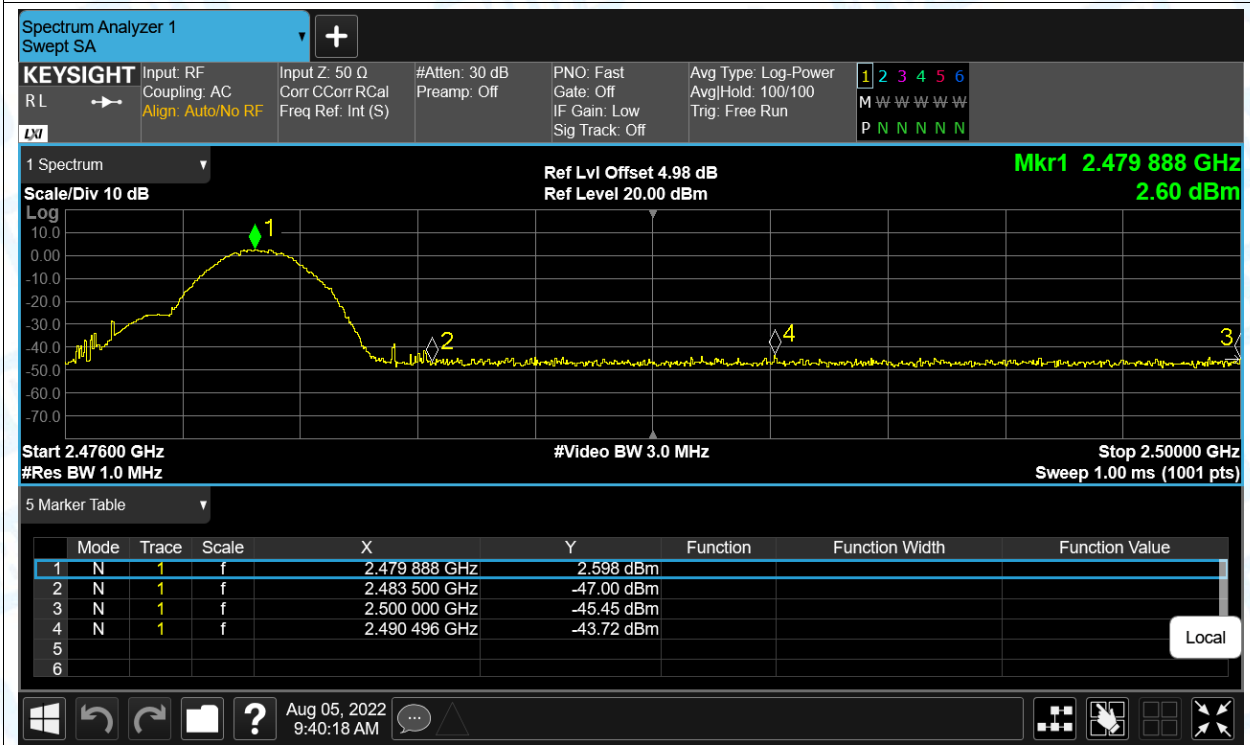 Spectrum Analyzer 1
Swept SA
KEYSIGHT
R L
LXI
Input: RF
Coupling: AC
Align: Auto/No RF
Input Z: 50 Ω
Corr CCorr RCal
Freq Ref: Int (S)
#Atten: 30 dB
Preamp: Off
PNO: Fast
Gate: Off
IF Gain: Low
Sig Track: Off
Avg Type: Log-Power
Avg|Hold: 100/100
Trig: Free Run
1 2 3 4 5 6
M W W W W W
P N N N N N
1 Spectrum
Scale/Div 10 dB
Ref Lvl Offset 4.98 dB
Ref Level 20.00 dBm
Mkr1 2.479 888 GHz
2.60 dBm
Log
10.0
0.00
-10.0
-20.0
-30.0
-40.0
-50.0
-60.0
-70.0
1
2
4
3
Start 2.47600 GHz
#Video BW 3.0 MHz
Stop 2.50000 GHz
#Res BW 1.0 MHz
Sweep 1.00 ms (1001 pts)
5 Marker Table
Mode Trace Scale X Y Function Function Width Function Value
1 N 1 f 2.479 888 GHz 2.598 dBm
2 N 1 f 2.483 500 GHz -47.00 dBm
3 N 1 f 2.500 000 GHz -45.45 dBm
4 N 1 f 2.490 496 GHz -43.72 dBm
5
6
Local
?
Aug 05, 2022
9:40:18 AM